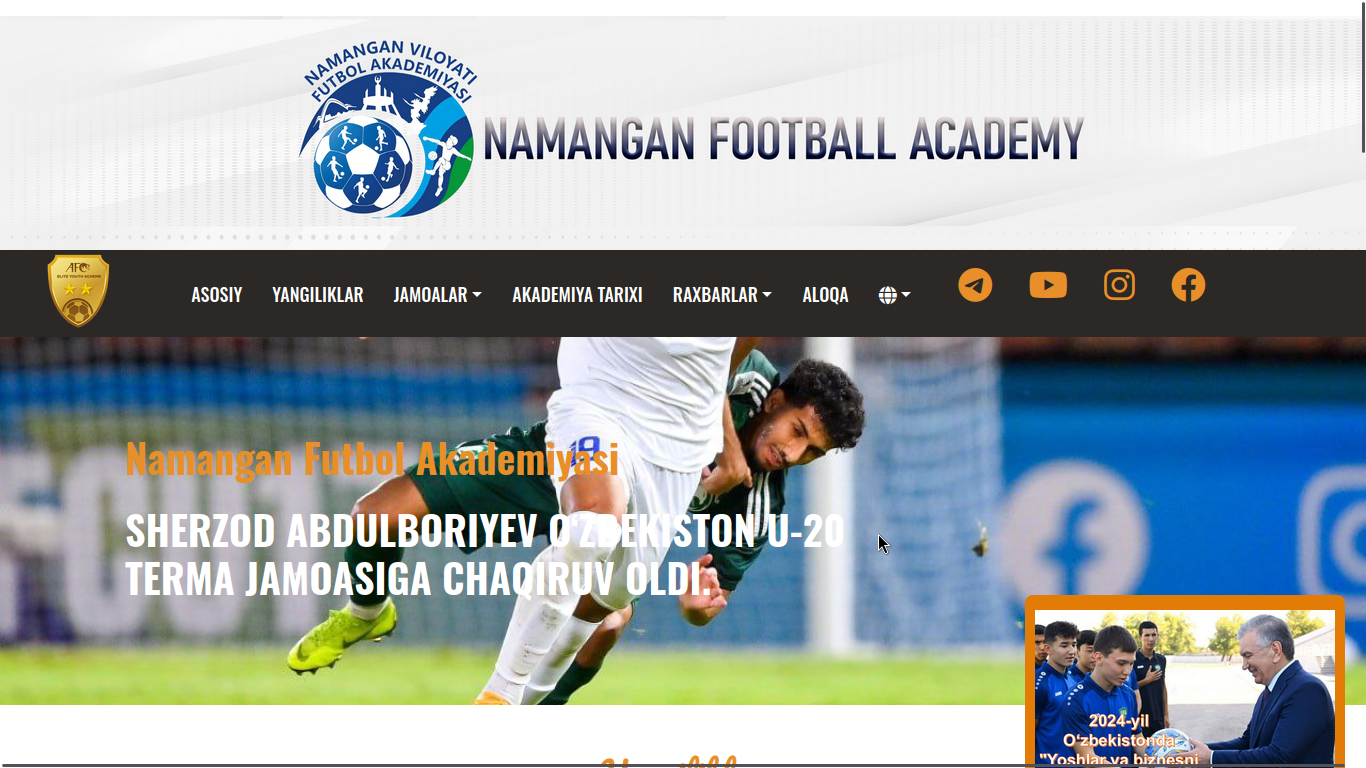 NAMANGAN VILOYATI
FUTBOL AKADEMIYASI
NAMANGAN FOOTBALL ACADEMY
AFC
ELITE YOUTH SCHEME
ASOSIY
YANGILIKLAR
JAMOALAR
AKADEMIYA TARIXI
RAXBARLAR
ALOQA
18
Namangan Futbol Akademiyasi
SHERZOD ABDULBORIYEV O'ZBEKISTON U-20
TERMA JAMOASIGA CHAQIRUV OLDI.
2024-yil
O'zbekistonda
"Yoshlar va biznesni